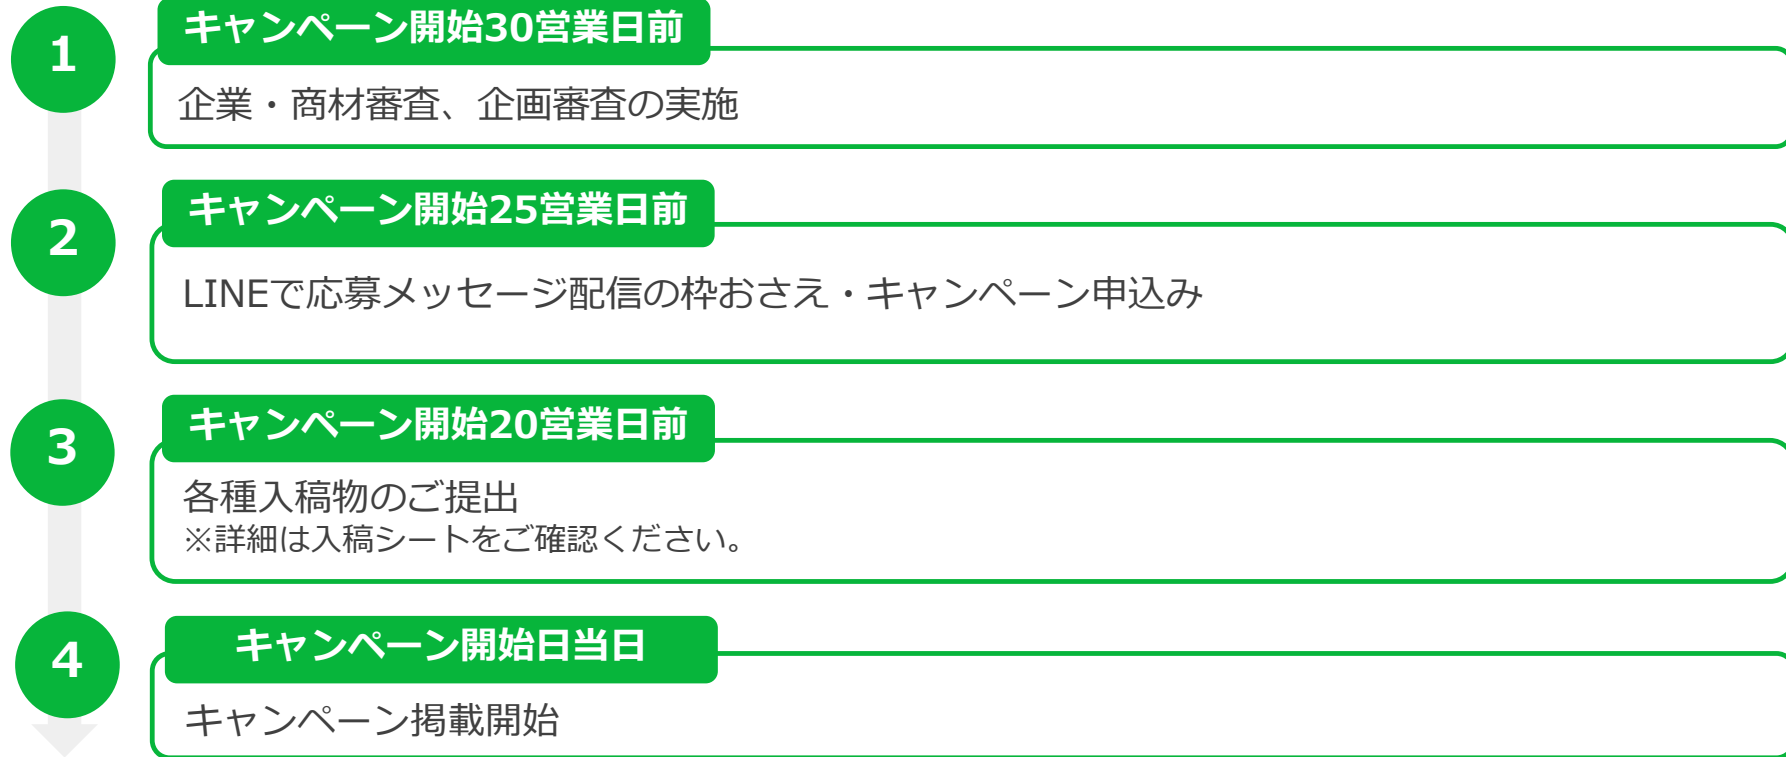 1
キャンペーン開始30営業日前
企業・商材審査、企画審査の実施
2
キャンペーン開始25営業日前
LINEで応募メッセージ配信の枠おさえ・キャンペーン申込み
3
キャンペーン開始20営業日前
各種入稿物のご提出
※詳細は入稿シートをご確認ください。
4
キャンペーン開始日当日
キャンペーン掲載開始